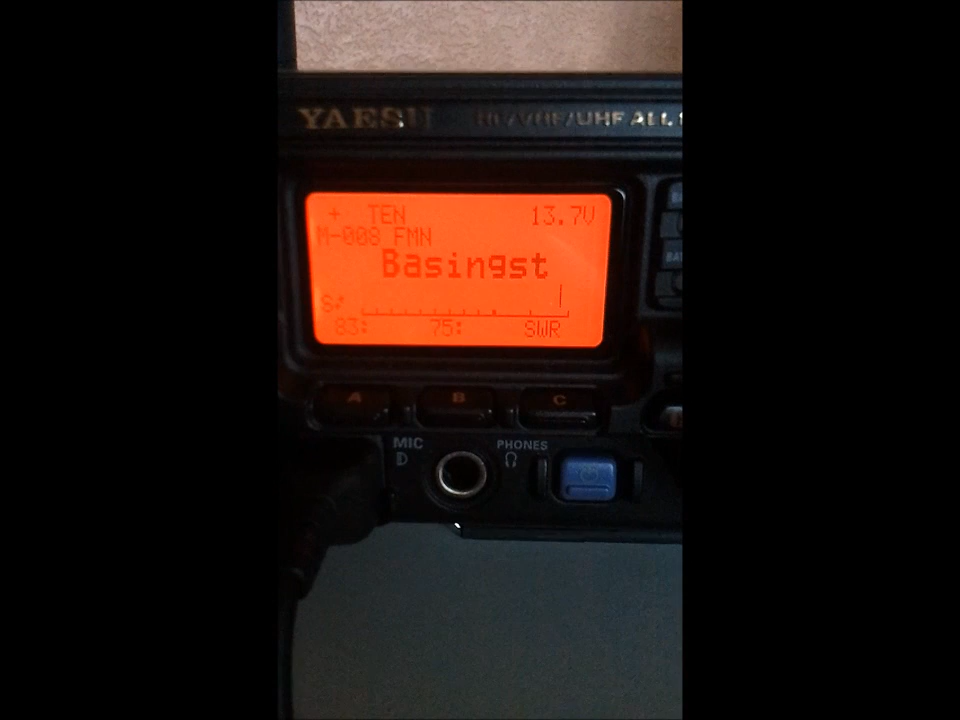 YAESU HF/VHF/UHF ALL
+ TEN 13.7V
M-008 FMN
Basingst
83: 75: SWR
A B C
MIC PHONES